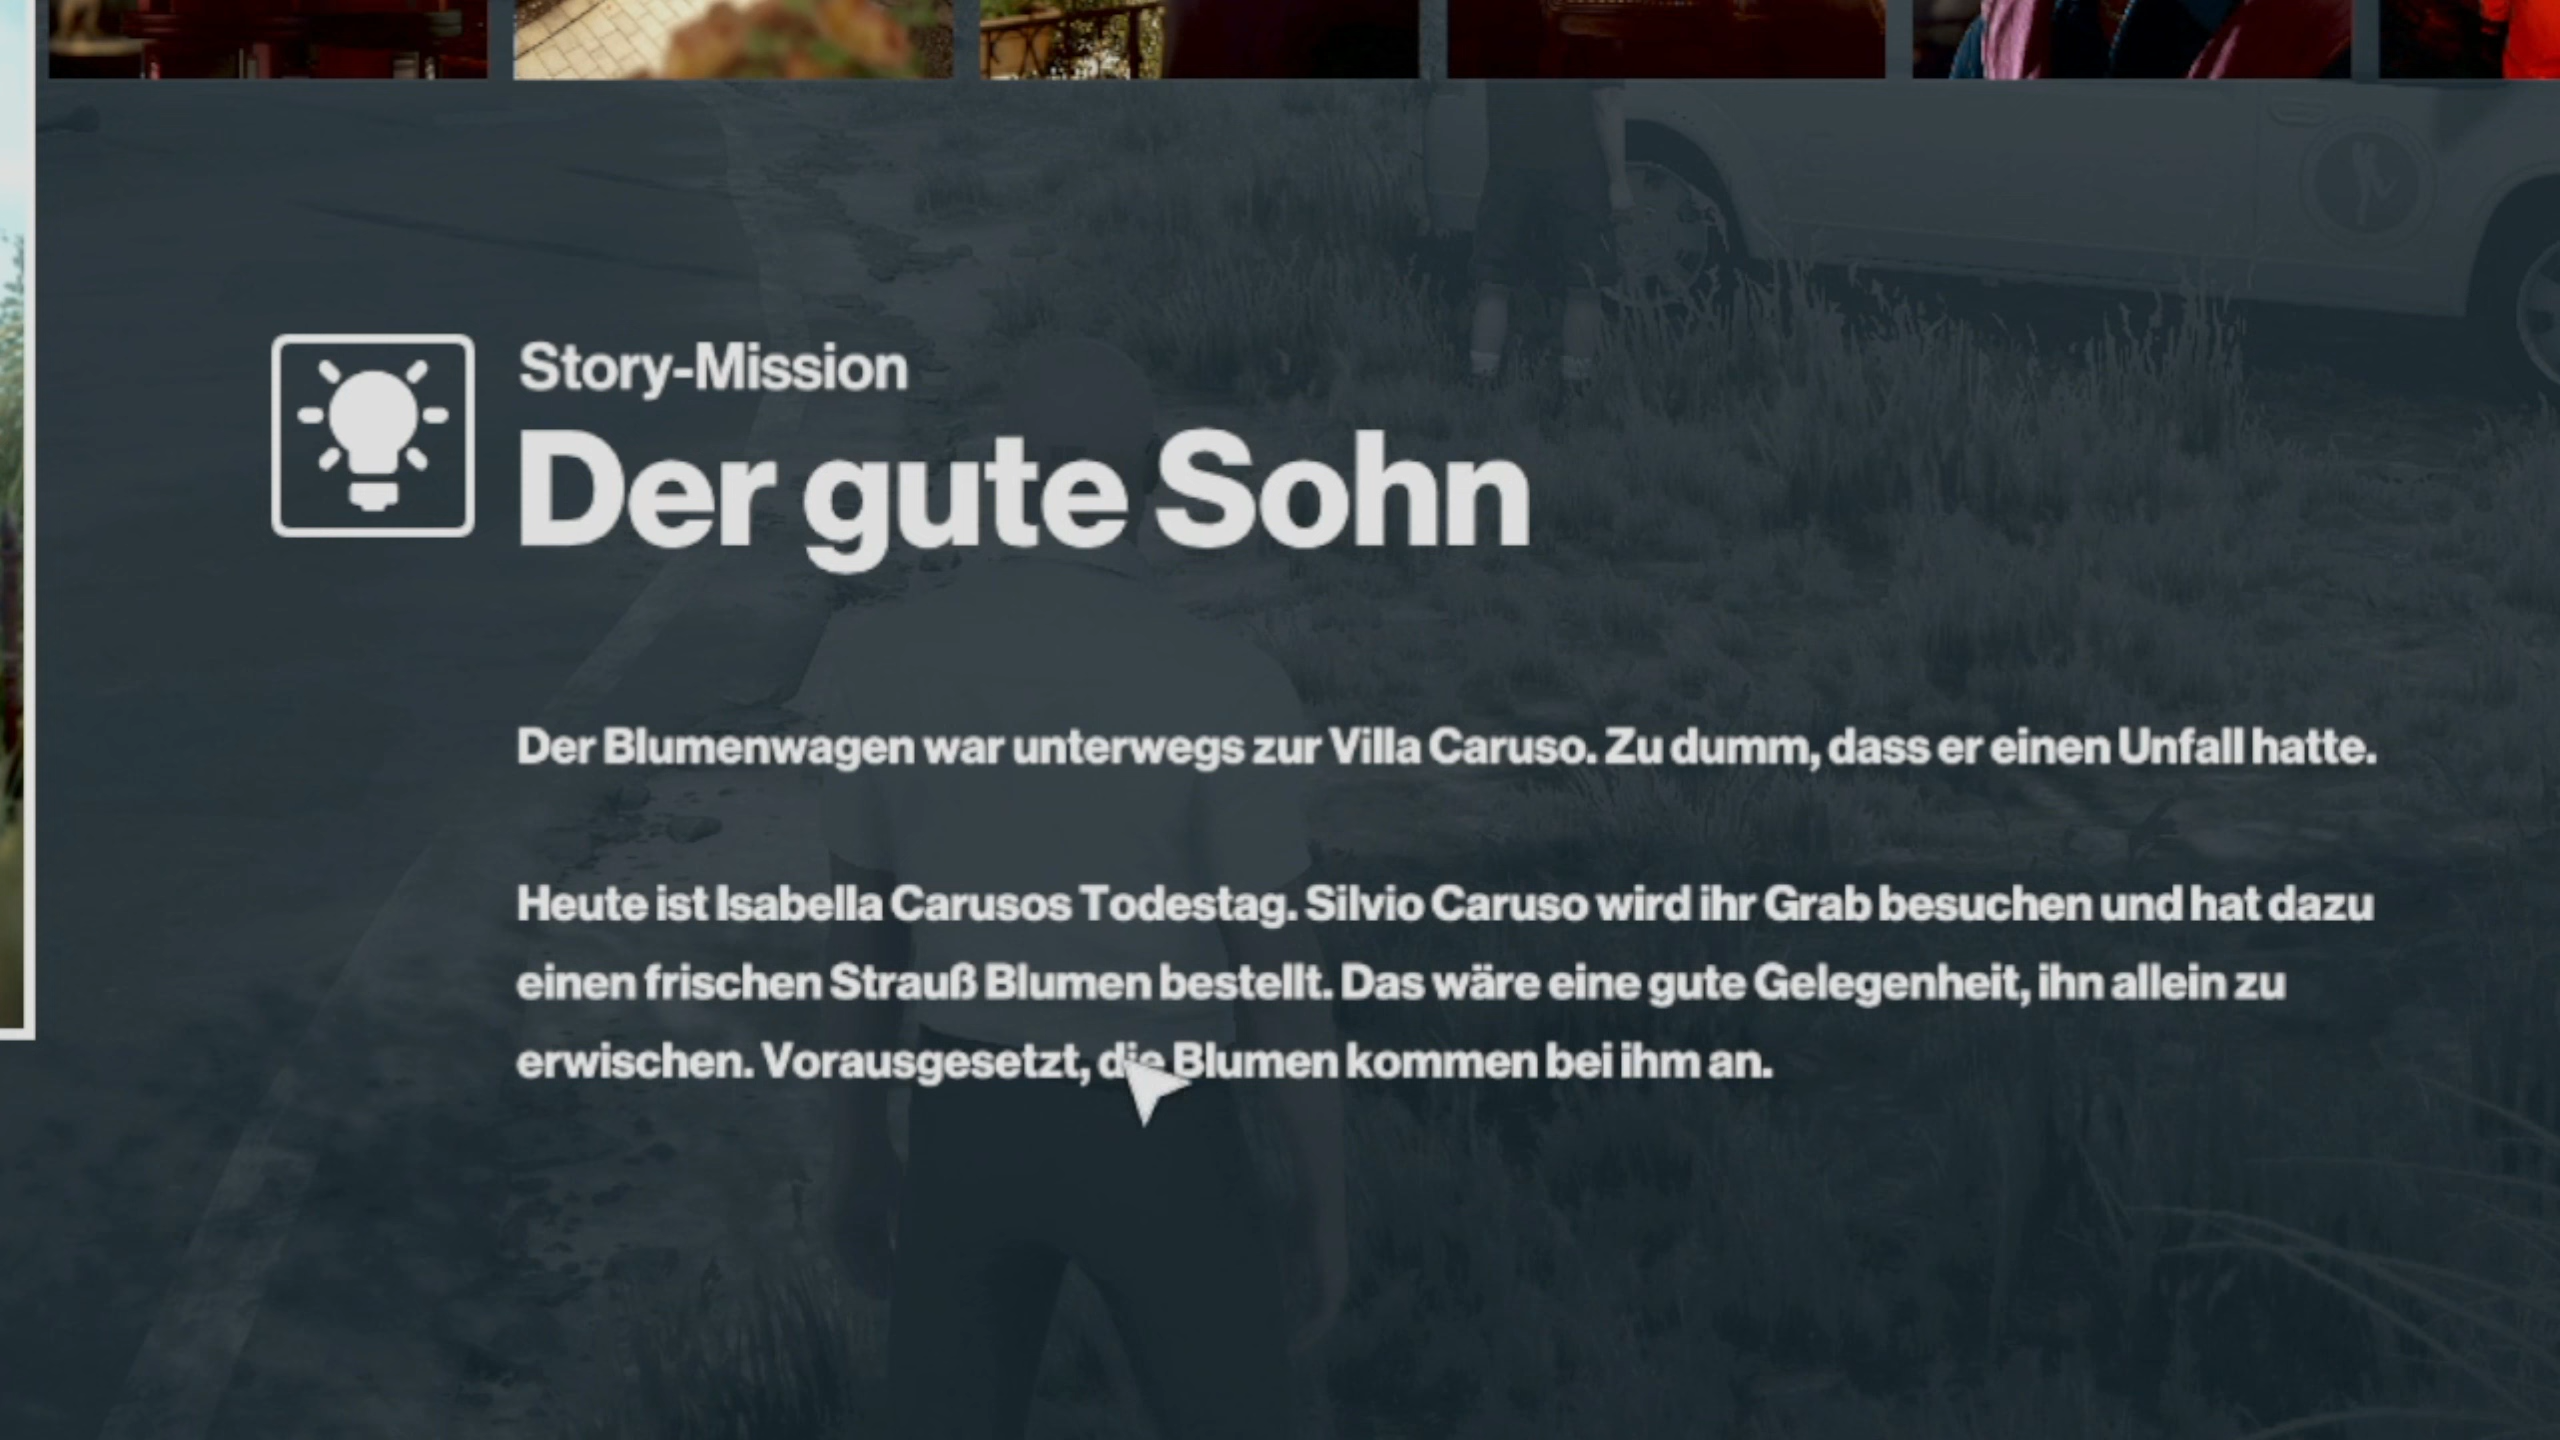 Story-Mission
Der gute Sohn
Der Blumenwagen war unterwegs zur Villa Caruso. Zu dumm, dass er einen Unfall hatte.
Heute ist Isabella Carusos Todestag. Silvio Caruso wird ihr Grab besuchen und hat dazu
einen frischen Strauß Blumen bestellt. Das wäre eine gute Gelegenheit, ihn allein zu
erwischen. Vorausgesetzt, die Blumen kommen bei ihm an.